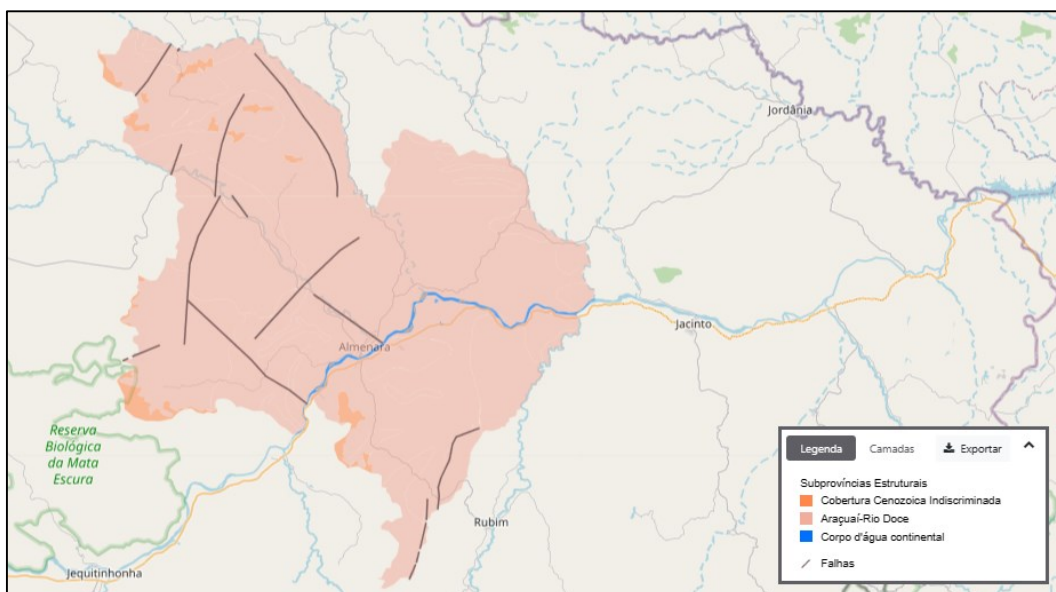 Jordânia
Jacinto
Almenara
Reserva
Biológica
da Mata
Escura
Rubim
Jequitinhonha
Legenda
Camadas
Exportar
Subprovíncias Estruturais
Cobertura Cenozoica Indiscriminada
Araçuaí-Rio Doce
Corpo d'água continental
Falhas